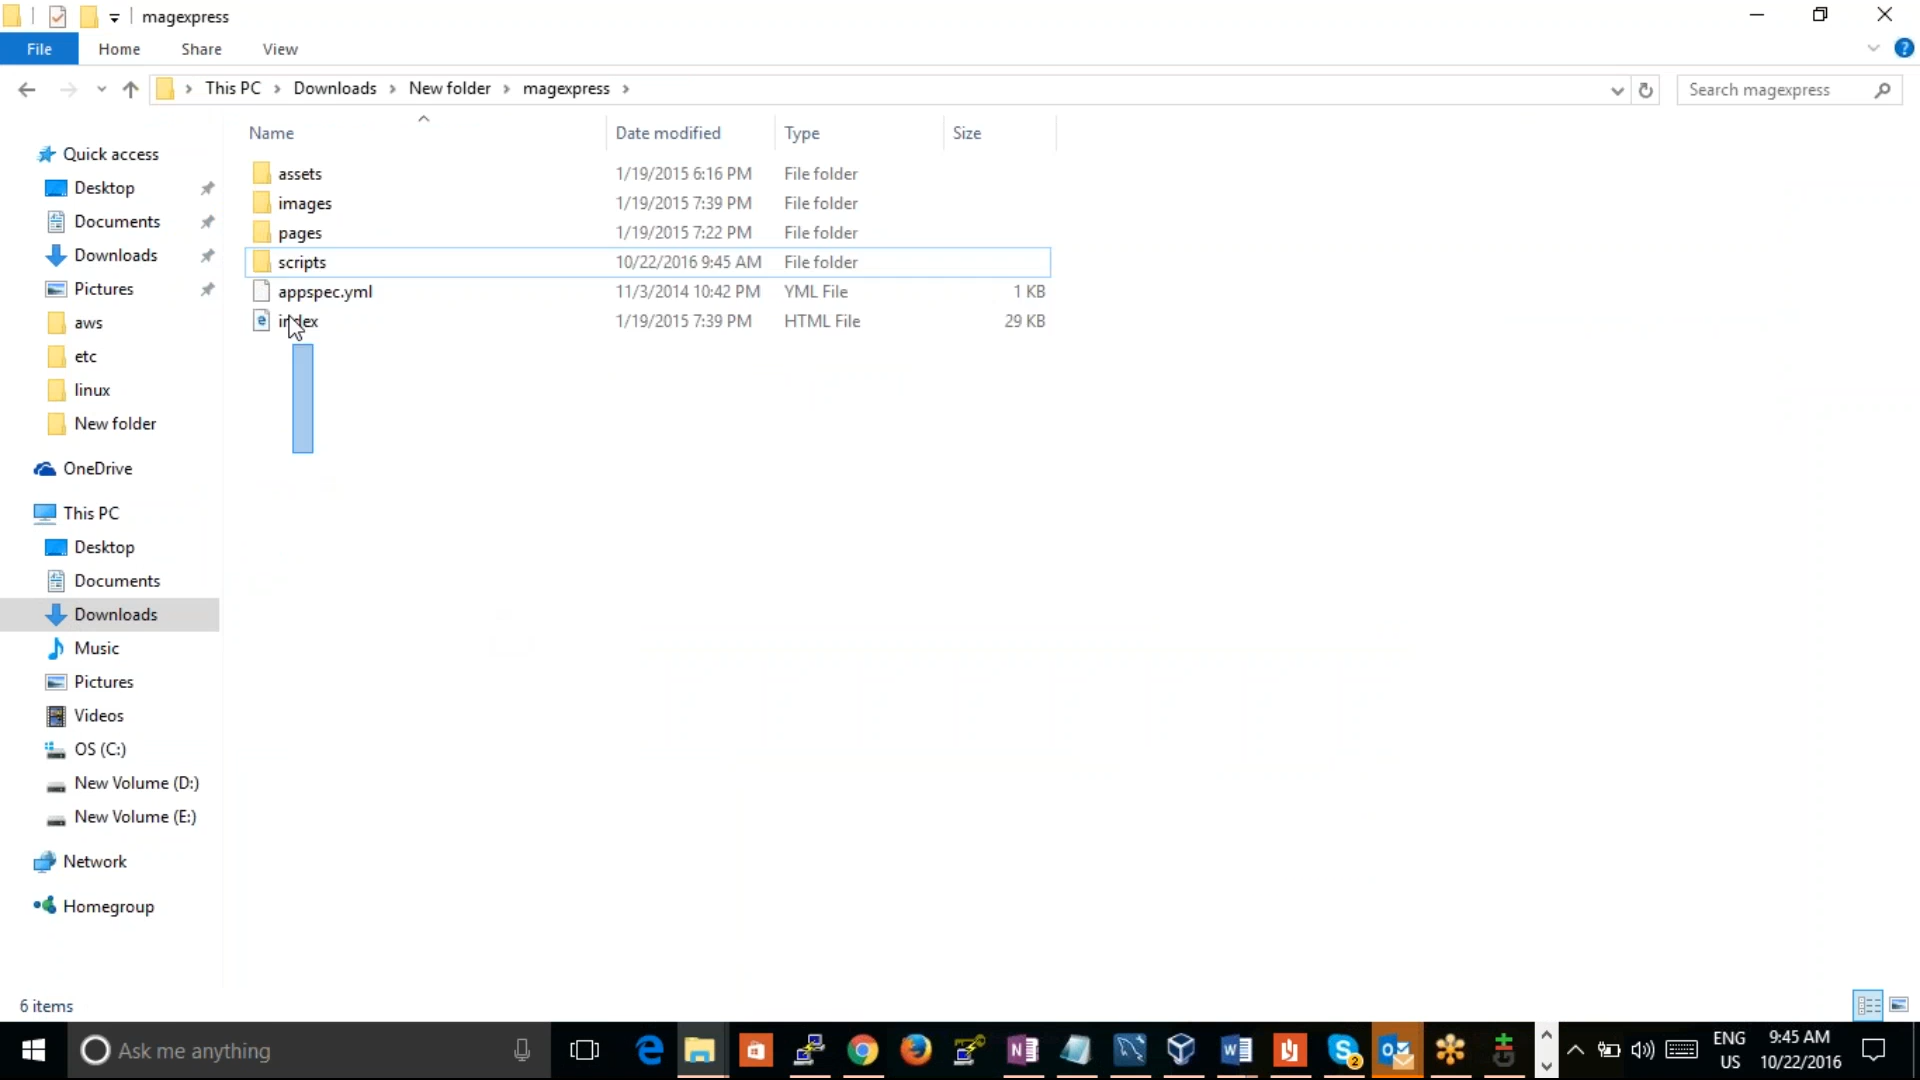 magexpress
File Home Share View
This PC Downloads New folder magexpress
Search magexpress
Name Date modified Type Size
assets 1/19/2015 6:16 PM File folder
images 1/19/2015 7:39 PM File folder
pages 1/19/2015 7:22 PM File folder
scripts 10/22/2016 9:45 AM File folder
appspec.yml 11/3/2014 10:42 PM YML File 1 KB
index 1/19/2015 7:39 PM HTML File 29 KB
Quick access
Desktop
Documents
Downloads
Pictures
aws
etc
linux
New folder
OneDrive
This PC
Desktop
Documents
Downloads
Music
Pictures
Videos
OS (C:)
New Volume (D:)
New Volume (E:)
Network
Homegroup
6 items
Ask me anything
2
ENG
US
9:45 AM
10/22/2016